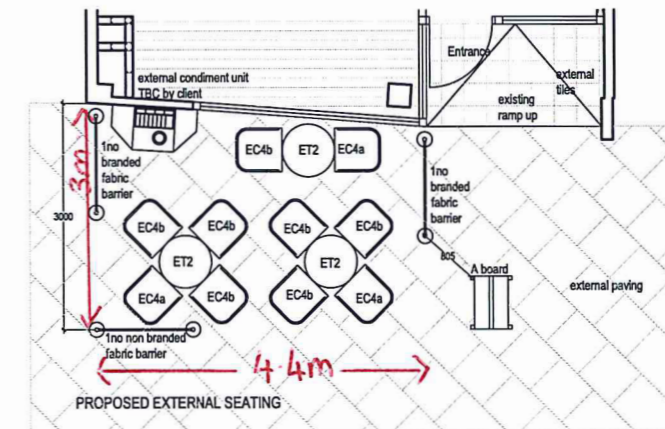 Entrance
external condiment unit
TBC by client
external
tiles
existing
ramp up
1no
branded
fabric
barrier
3m
3000
EC4b
ET2
EC4a
1no
branded
fabric
barrier
EC4b
EC4b
EC4b
EC4b
ET2
ET2
EC4a
EC4b
EC4b
EC4a
805
A board
external paving
1no non branded
fabric barrier
4.4m
PROPOSED EXTERNAL SEATING